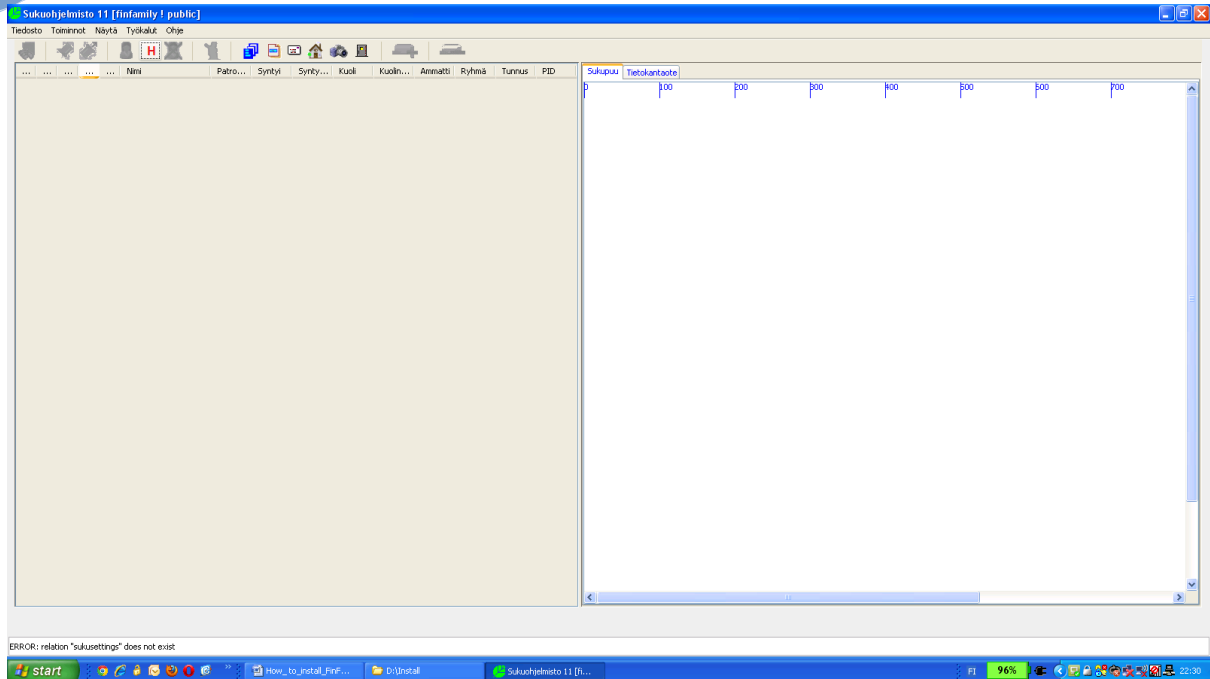 Sukuohjelmisto 11 [finfamily ! public]
Tiedosto Toiminnot Näytä Työkalut Ohje
H
... ... ... ... ... Nimi Patro... Syntyi Synty... Kuoli Kuolin... Ammatti Ryhmä Tunnus PID
Sukupuu Tietokantaote
0 100 200 300 400 500 600 700
ERROR: relation "sukusettings" does not exist
start How_to_install_FinF... D:\Install Sukuohjelmisto 11 [fi... FI 96% 22:30